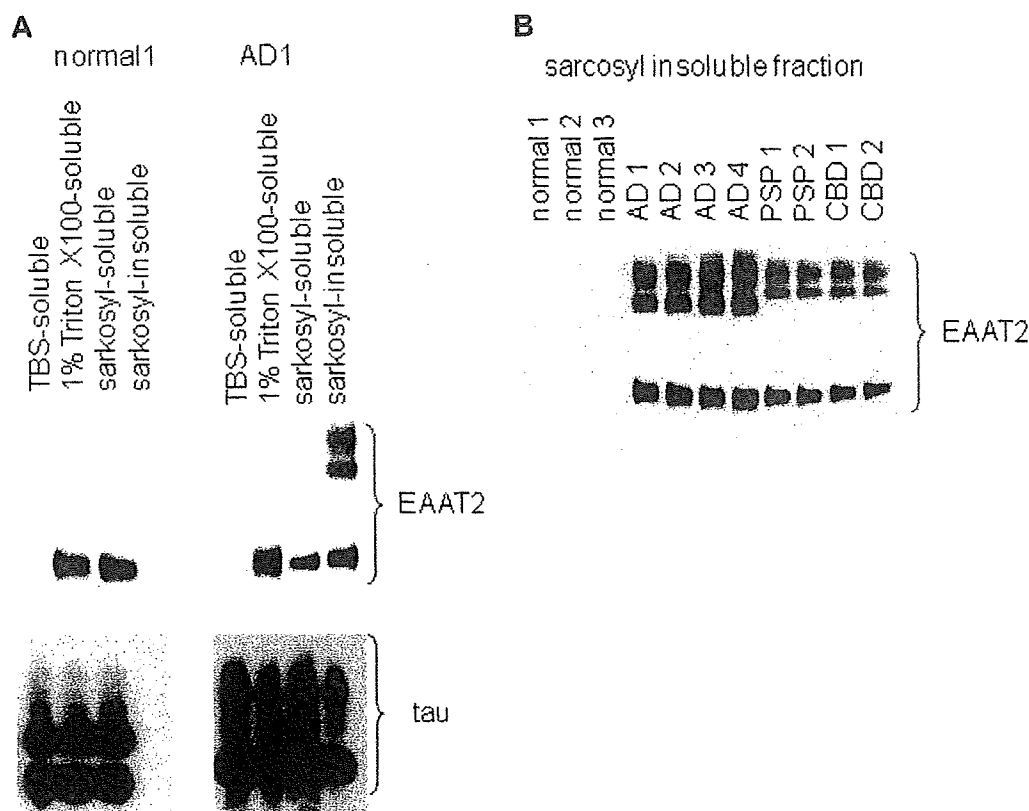 A
normal1
AD1
TBS-soluble
1% Triton X100-soluble
sarkosyl-soluble
sarkosyl-insoluble
TBS-soluble
1% Triton X100-soluble
sarkosyl-soluble
sarkosyl-insoluble
EAAT2
tau
B
sarcosyl insoluble fraction
normal 1
normal 2
normal 3
AD 1
AD 2
AD 3
AD 4
PSP 1
PSP 2
CBD 1
CBD 2
EAAT2